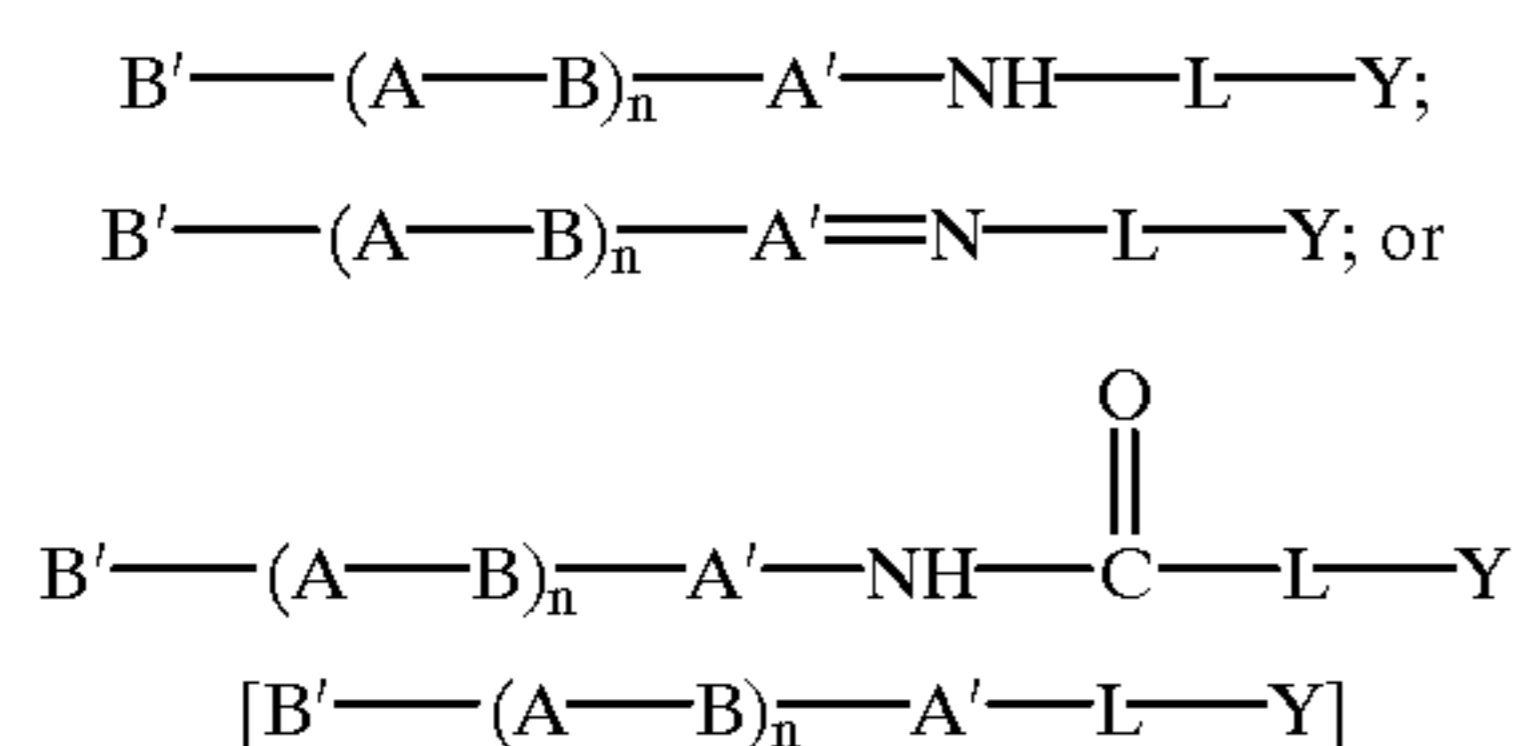 B′—(A—B)n—A′—NH—L—Y;
B′—(A—B)n—A′=N—L—Y; or
O
B′—(A—B)n—A′—NH—C—L—Y
[B′—(A—B)n—A′—L—Y]